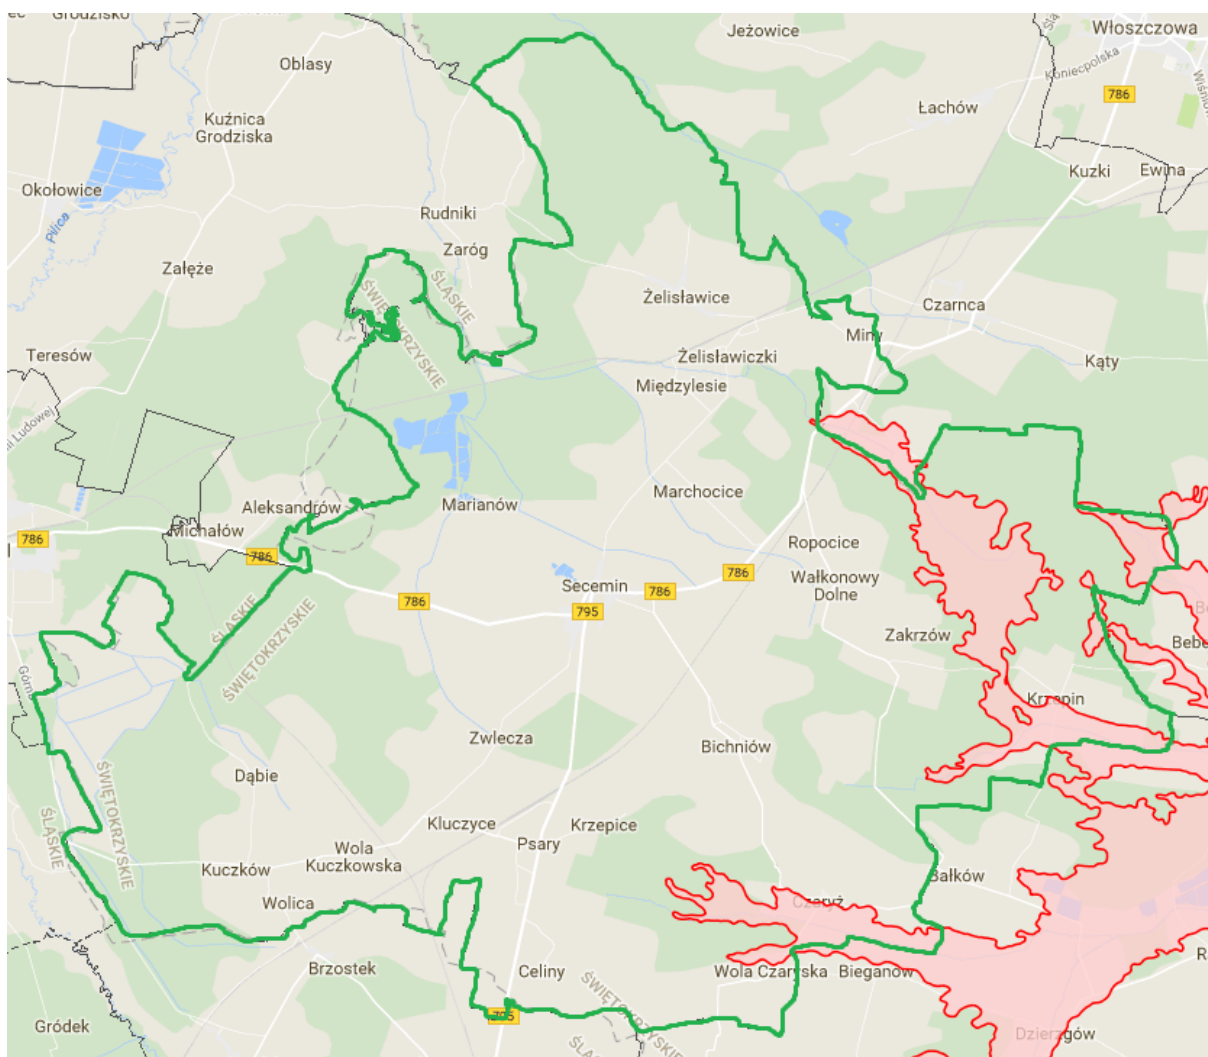 Grodzisko
Jeżowice
Włoszczowa
Koniecpolska
Oblasy
786
Łachów
Kuźnica
Grodziska
Kuzki
Ewina
Okołowice
Pilica
Rudniki
Zaróg
Załęże
ŚLĄSKIE
ŚWIĘTOKRZYSKIE
Żelisławice
Czarnca
Miny
Teresów
Żelisławiczki
Kąty
Międzylesie
Ludowej
Marchocice
Aleksandrów
Marianów
Michałów
786
786
Ropocice
786
Secemin
786
Wałkonowy
Dolne
786
795
ŚLĄSKIE
ŚWIĘTOKRZYSKIE
Zakrzów
Krzepin
Zwlecza
Bichniów
Dąbie
ŚWIĘTOKRZYSKIE
ŚLĄSKIE
Kluczyce
Krzepice
Wola
Kuczkowska
Psary
Kuczków
Bałków
Wolica
Czaryż
Brzostek
Celiny
Wola Czaryska
Bieganów
ŚWIĘTOKRZYSKIE
795
Gródek
Dzierzgów
ŚLĄSKIE